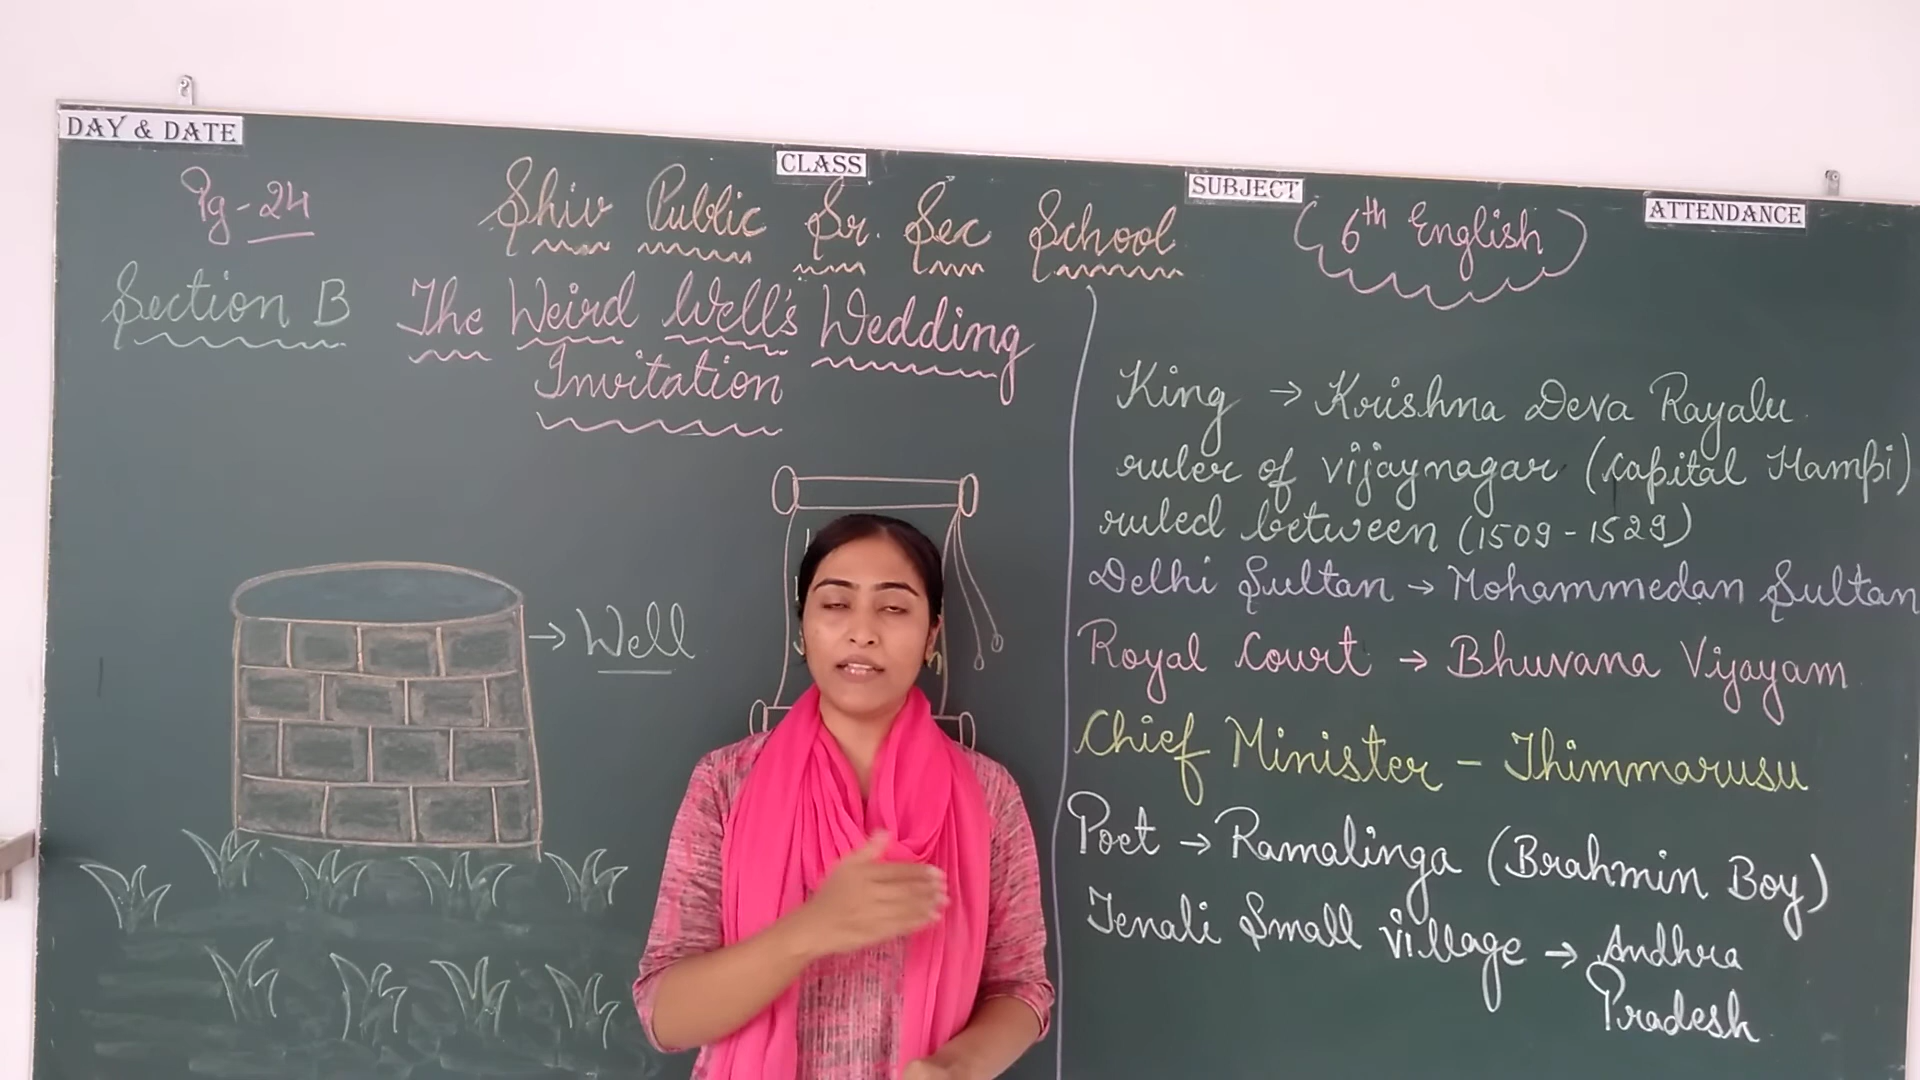 DAY & DATE
CLASS
SUBJECT
ATTENDANCE
Pg-24
Shiv Public Sr. Sec School
(6th English)
Section B
The Weird Well's Wedding
Invitation
→ Well
King → Krishna Deva Rayalu
ruler of vijaynagar (capital Hampi)
ruled between (1509-1529)
Delhi Sultan → Mohammedan Sultan
Royal Court → Bhuvana Vijayam
Chief Minister - Thimmarusu
Poet → Ramalinga (Brahmin Boy)
Tenali Small village → Andhra
Pradesh